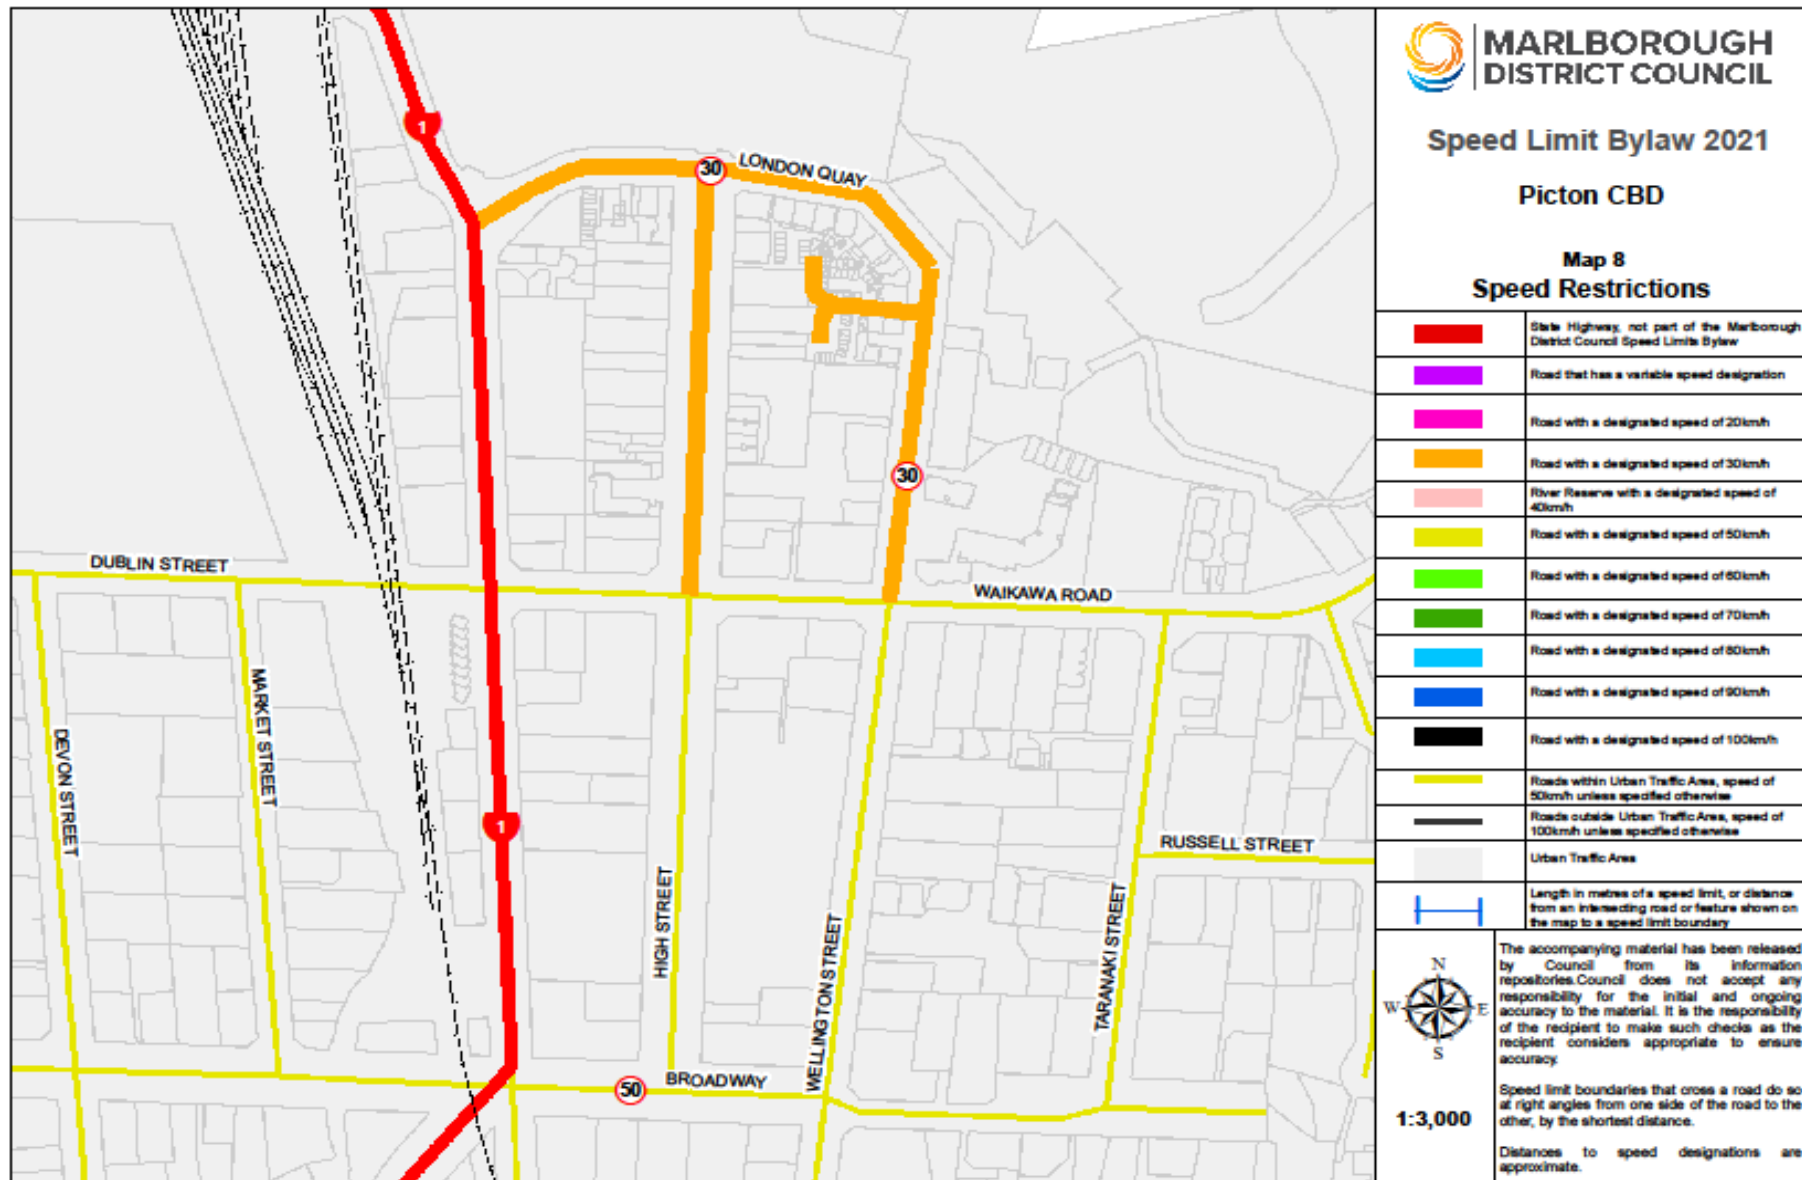 1
30
LONDON QUAY
30
DUBLIN STREET
WAIKAWA ROAD
MARKET STREET
DEVON STREET
1
HIGH STREET
WELLINGTON STREET
TARANAKI STREET
RUSSELL STREET
50
BROADWAY
MARLBOROUGH
DISTRICT COUNCIL
Speed Limit Bylaw 2021
Picton CBD
Map 8
Speed Restrictions
State Highway, not part of the Marlborough
District Council Speed Limits Bylaw
Road that has a variable speed designation
Road with a designated speed of 20km/h
Road with a designated speed of 30km/h
River Reserve with a designated speed of
40km/h
Road with a designated speed of 50km/h
Road with a designated speed of 60km/h
Road with a designated speed of 70km/h
Road with a designated speed of 80km/h
Road with a designated speed of 90km/h
Road with a designated speed of 100km/h
Roads within Urban Traffic Area, speed of
50km/h unless specified otherwise
Roads outside Urban Traffic Area, speed of
100km/h unless specified otherwise
Urban Traffic Area
Length in metres of a speed limit, or distance
from an intersecting road or feature shown on
the map to a speed limit boundary
N
W E
S
1:3,000
The accompanying material has been released
by Council from its information
repositories.Council does not accept any
responsibility for the initial and ongoing
accuracy to the material. It is the responsibility
of the recipient to make such checks as the
recipient considers appropriate to ensure
accuracy.
Speed limit boundaries that cross a road do so
at right angles from one side of the road to the
other, by the shortest distance.
Distances to speed designations are
approximate.